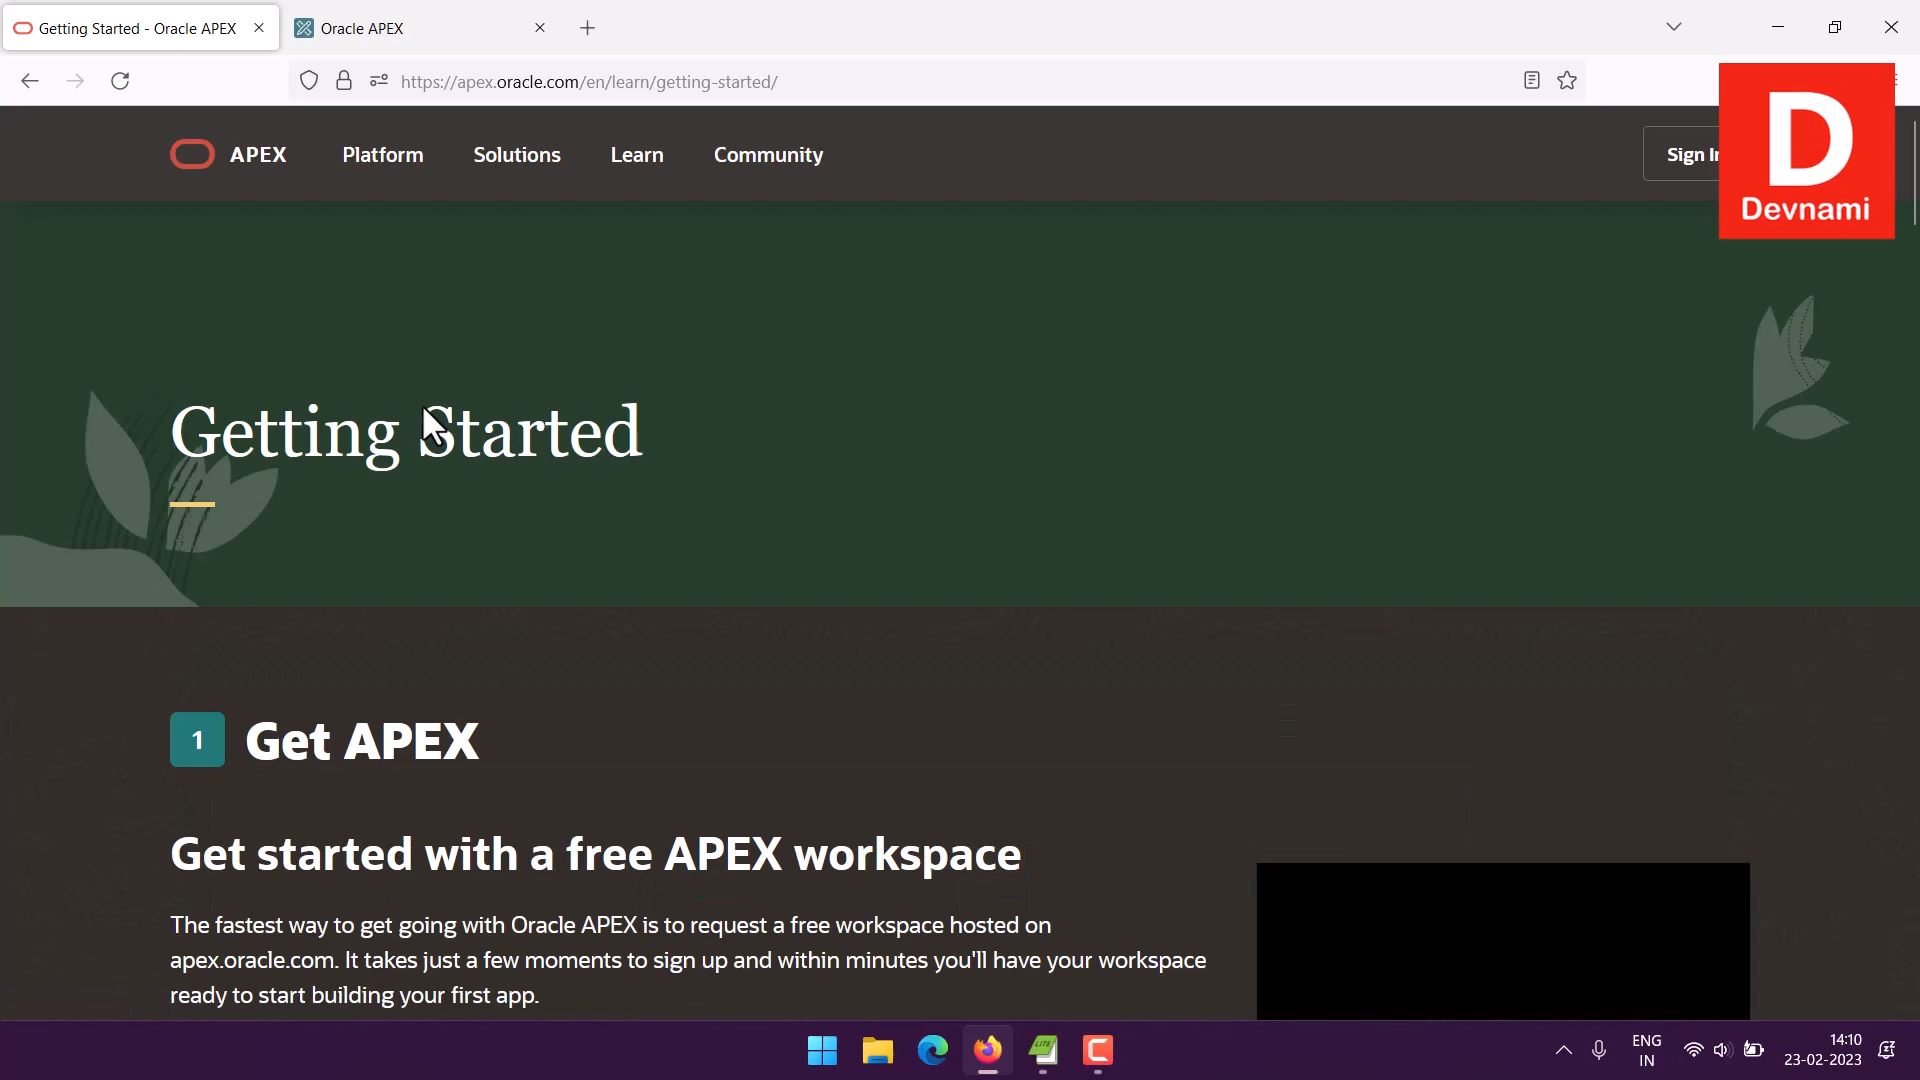 Getting Started - Oracle APEX
Oracle APEX
https://apex.oracle.com/en/learn/getting-started/
APEX
Platform
Solutions
Learn
Community
Sign In
D
Devnami
Getting Started
1
Get APEX
Get started with a free APEX workspace
The fastest way to get going with Oracle APEX is to request a free workspace hosted on
apex.oracle.com. It takes just a few moments to sign up and within minutes you'll have your workspace
ready to start building your first app.
LITE
ENG
IN
14:10
23-02-2023